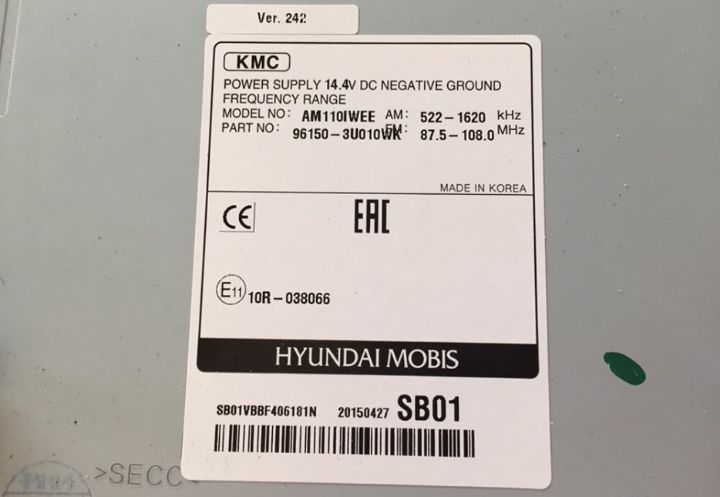 Ver. 242
KMC
POWER SUPPLY 14.4V DC NEGATIVE GROUND
FREQUENCY RANGE
MODEL NO: AM110IWEE AM: 522-1620 kHz
PART NO: 96150-3U010WK FM: 87.5-108.0 MHz
MADE IN KOREA
CE EAC
E11 10R-038066
HYUNDAI MOBIS
SB01VBBF406181N 20150427 SB01
>SECC